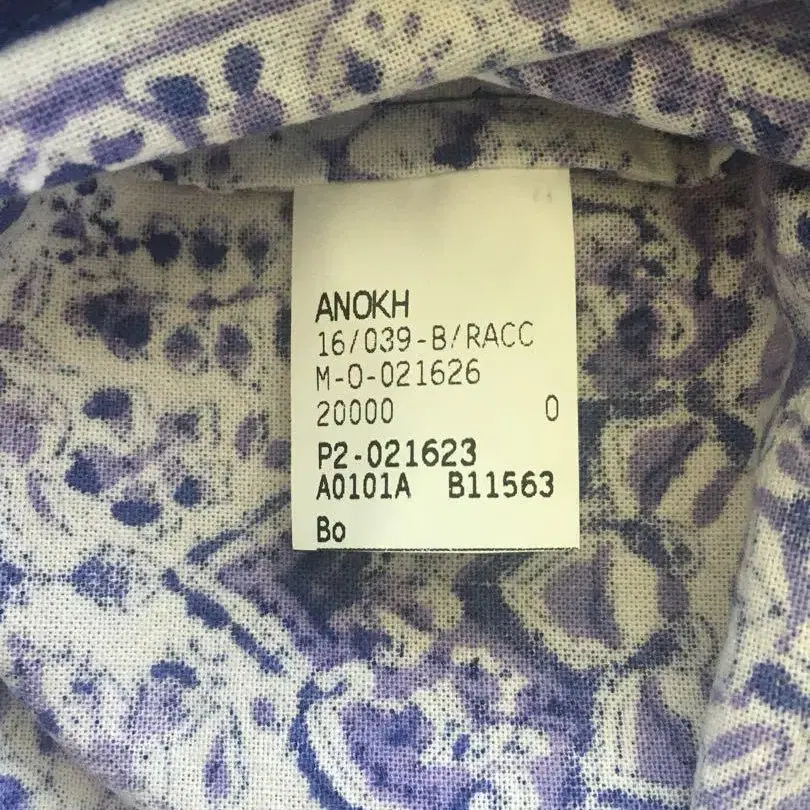 ANOKH
16/039-B/RACC
M-O-021626
20000 0
P2-021623
A0101A B11563
Bo